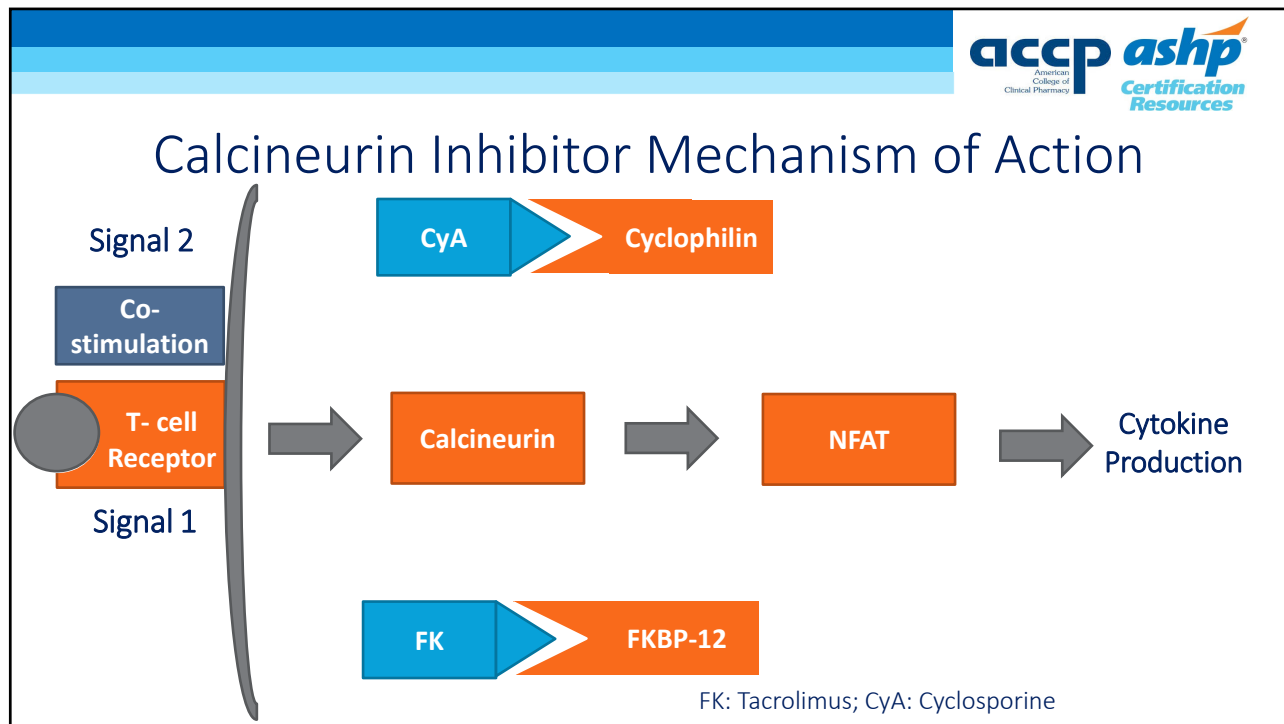 accp
American
College of
Clinical Pharmacy
ashp®
Certification
Resources
Calcineurin Inhibitor Mechanism of Action
Signal 2
Co-
stimulation
T- cell
Receptor
Signal 1
CyA
Cyclophilin
Calcineurin
NFAT
Cytokine
Production
FK
FKBP-12
FK: Tacrolimus; CyA: Cyclosporine